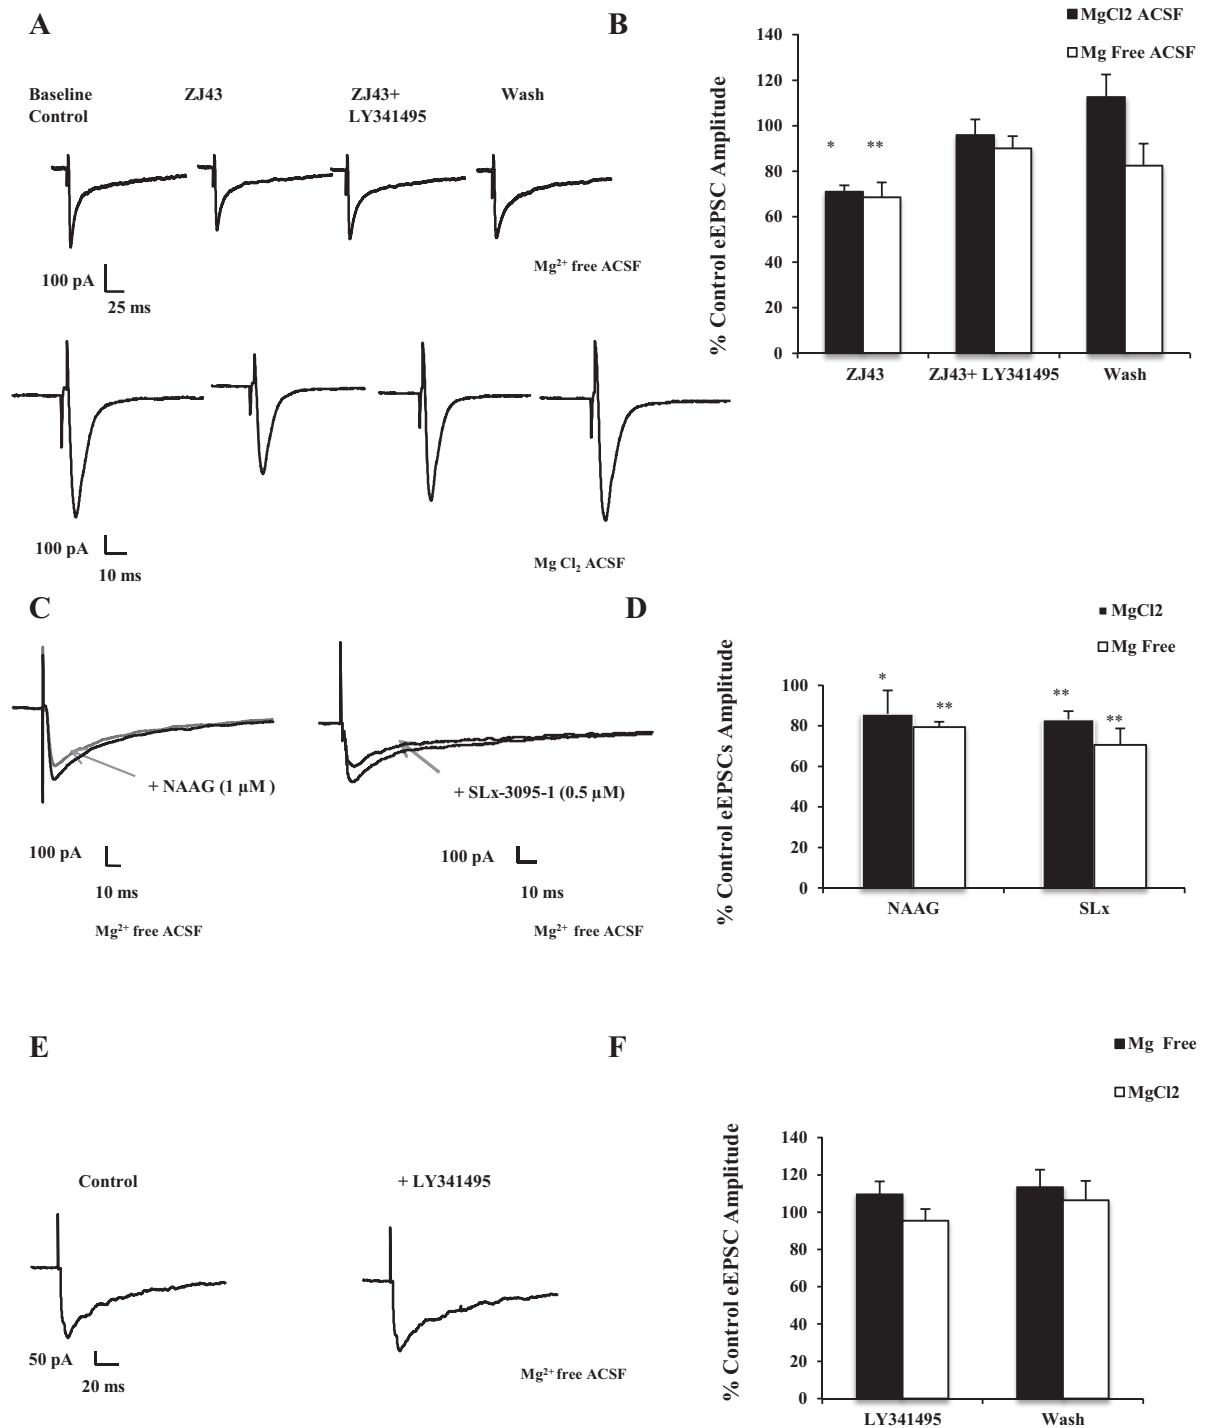 A
Baseline Control
ZJ43
ZJ43+ LY341495
Wash
100 pA
25 ms
Mg²⁺ free ACSF
100 pA
10 ms
Mg Cl₂ ACSF
B
MgCl2 ACSF
Mg Free ACSF
% Control eEPSC Amplitude
140
120
100
80
60
40
20
0
*
**
ZJ43
ZJ43+ LY341495
Wash
C
+ NAAG (1 µM )
100 pA
10 ms
Mg²⁺ free ACSF
+ SLx-3095-1 (0.5 µM)
100 pA
10 ms
Mg²⁺ free ACSF
D
MgCl2
Mg Free
% Control eEPSCs Amplitude
100
80
60
40
20
0
*
**
**
**
NAAG
SLx
E
Control
+ LY341495
50 pA
20 ms
Mg²⁺ free ACSF
F
Mg Free
MgCl2
% Control eEPSC Amplitude
140
120
100
80
60
40
20
0
LY341495
Wash